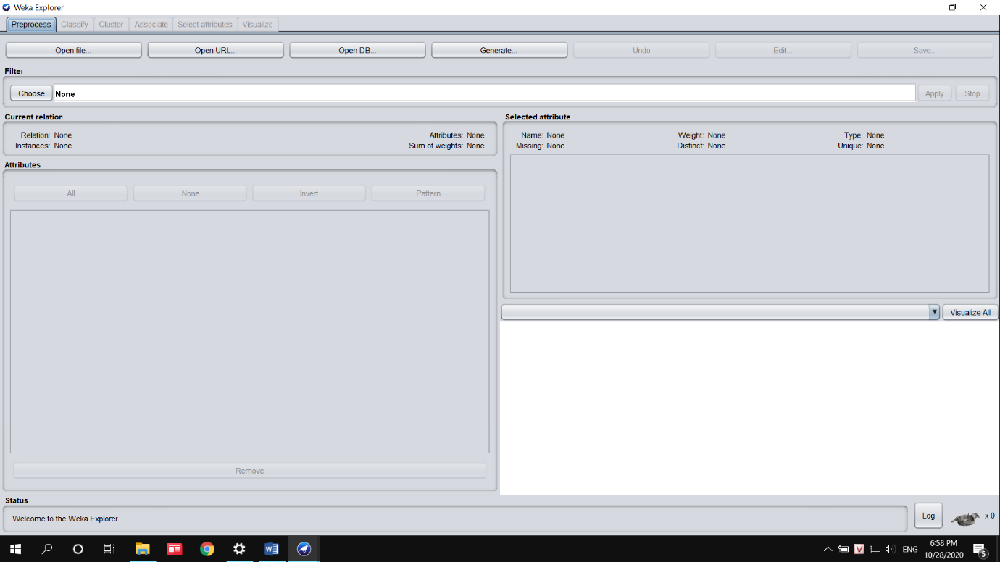 Weka Explorer
Preprocess Classify Cluster Associate Select attributes Visualize
Open file... Open URL... Open DB... Generate... Undo Edit... Save...
Filter
Choose None Apply Stop
Current relation
Relation: None Attributes: None
Instances: None Sum of weights: None
Attributes
All None Invert Pattern
Remove
Selected attribute
Name: None Weight: None Type: None
Missing: None Distinct: None Unique: None
Visualize All
Status
Welcome to the Weka Explorer
Log x 0
ENG
6:58 PM
10/28/2020
5